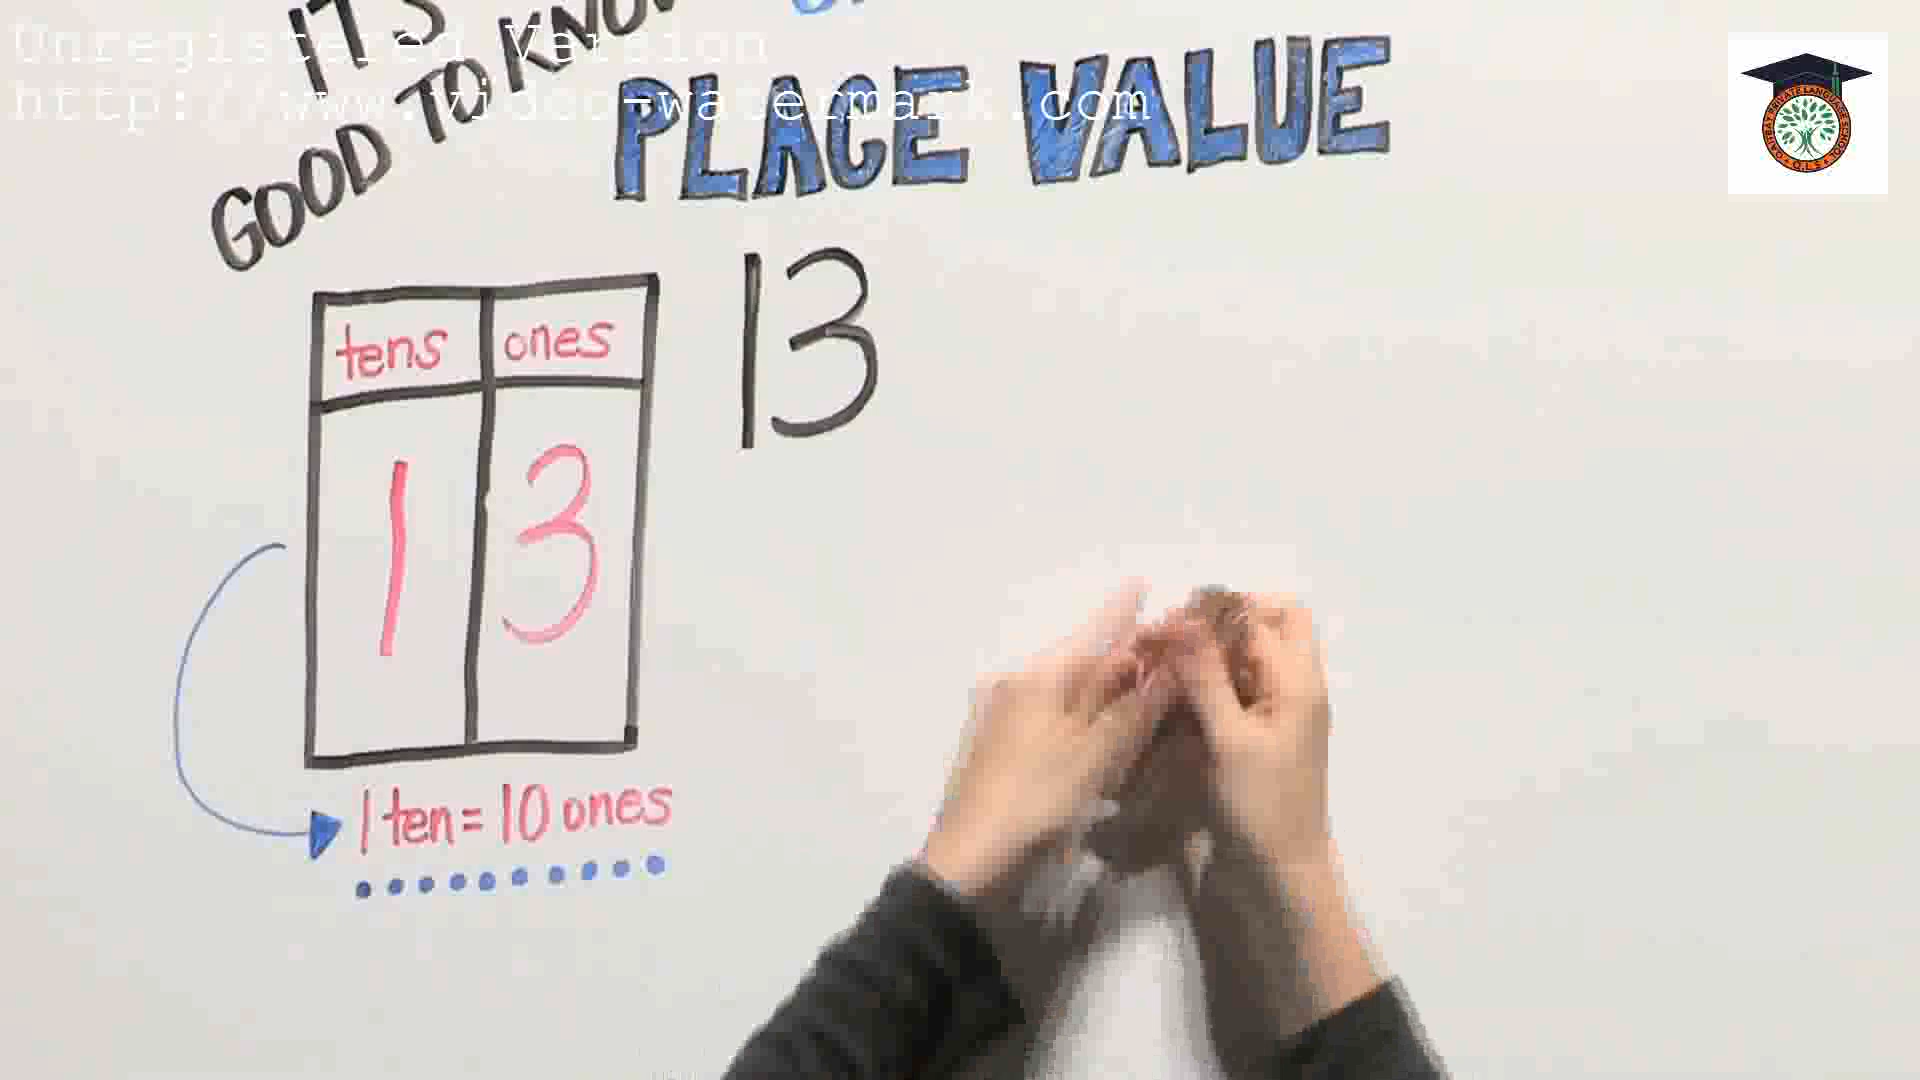 Unregistered Version
http://www.video-watermark.com
IT'S
GOOD TO KNOW
PLACE VALUE
13
tens ones
1 3
1 ten = 10 ones